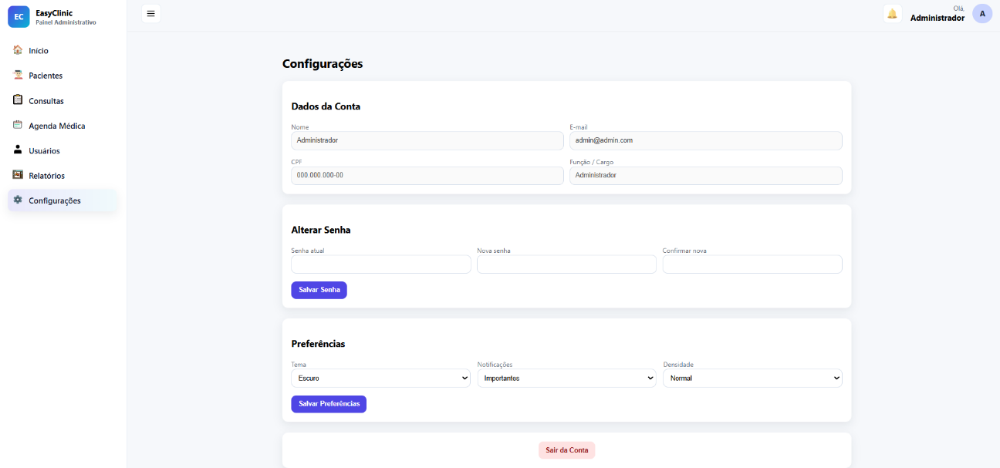 EC
EasyClinic
Painel Administrativo
Olá,
Administrador
A
Início
Pacientes
Consultas
Agenda Médica
Usuários
Relatórios
Configurações
Configurações
Dados da Conta
Nome
E-mail
Administrador
admin@admin.com
CPF
Função / Cargo
000.000.000-00
Administrador
Alterar Senha
Senha atual
Nova senha
Confirmar nova
Salvar Senha
Preferências
Tema
Notificações
Densidade
Escuro
Importantes
Normal
Salvar Preferências
Sair da Conta